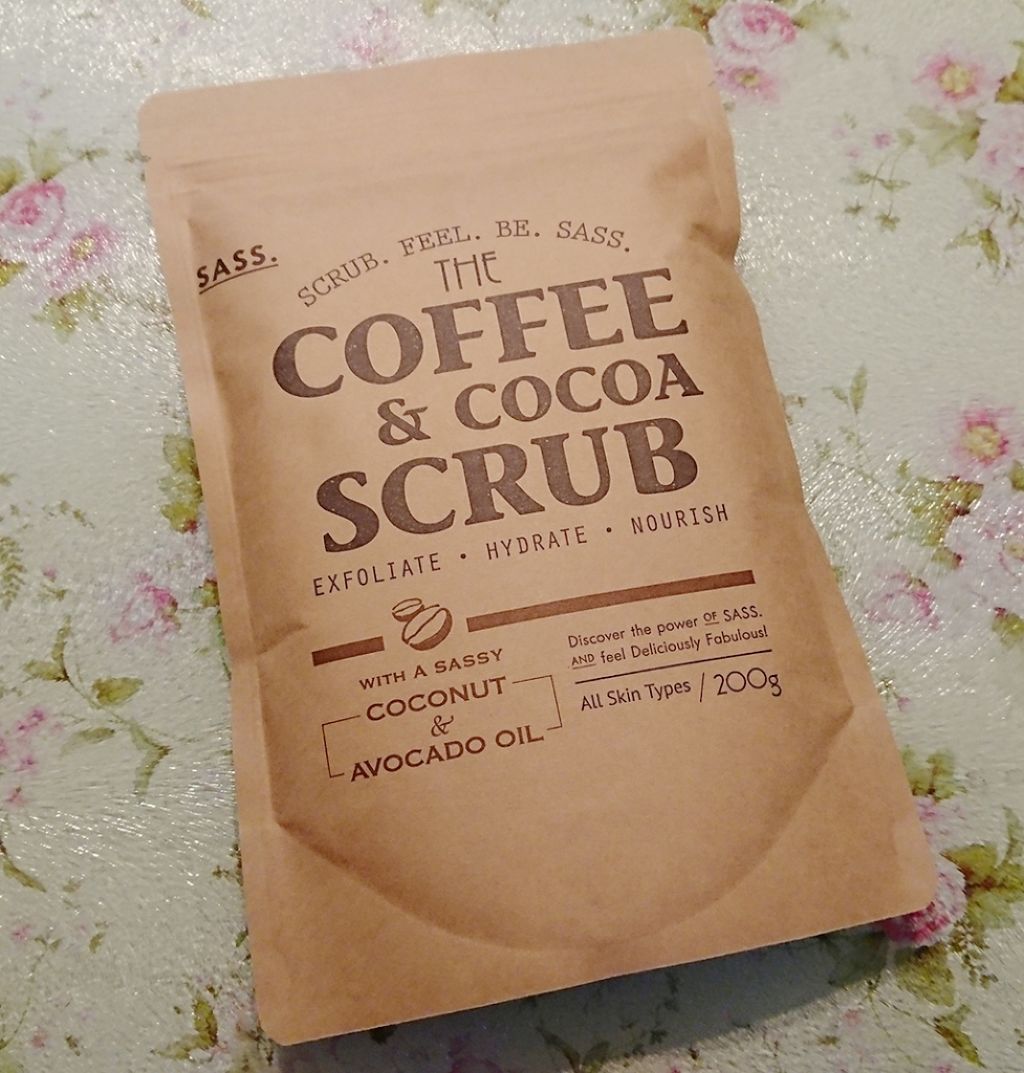 SASS.
SCRUB. FEEL. BE. SASS.
THE
COFFEE
& COCOA
SCRUB
EXFOLIATE • HYDRATE • NOURISH
WITH A SASSY
COCONUT
&
AVOCADO OIL
Discover the power OF SASS.
AND feel Deliciously Fabulous!
All Skin Types / 200g